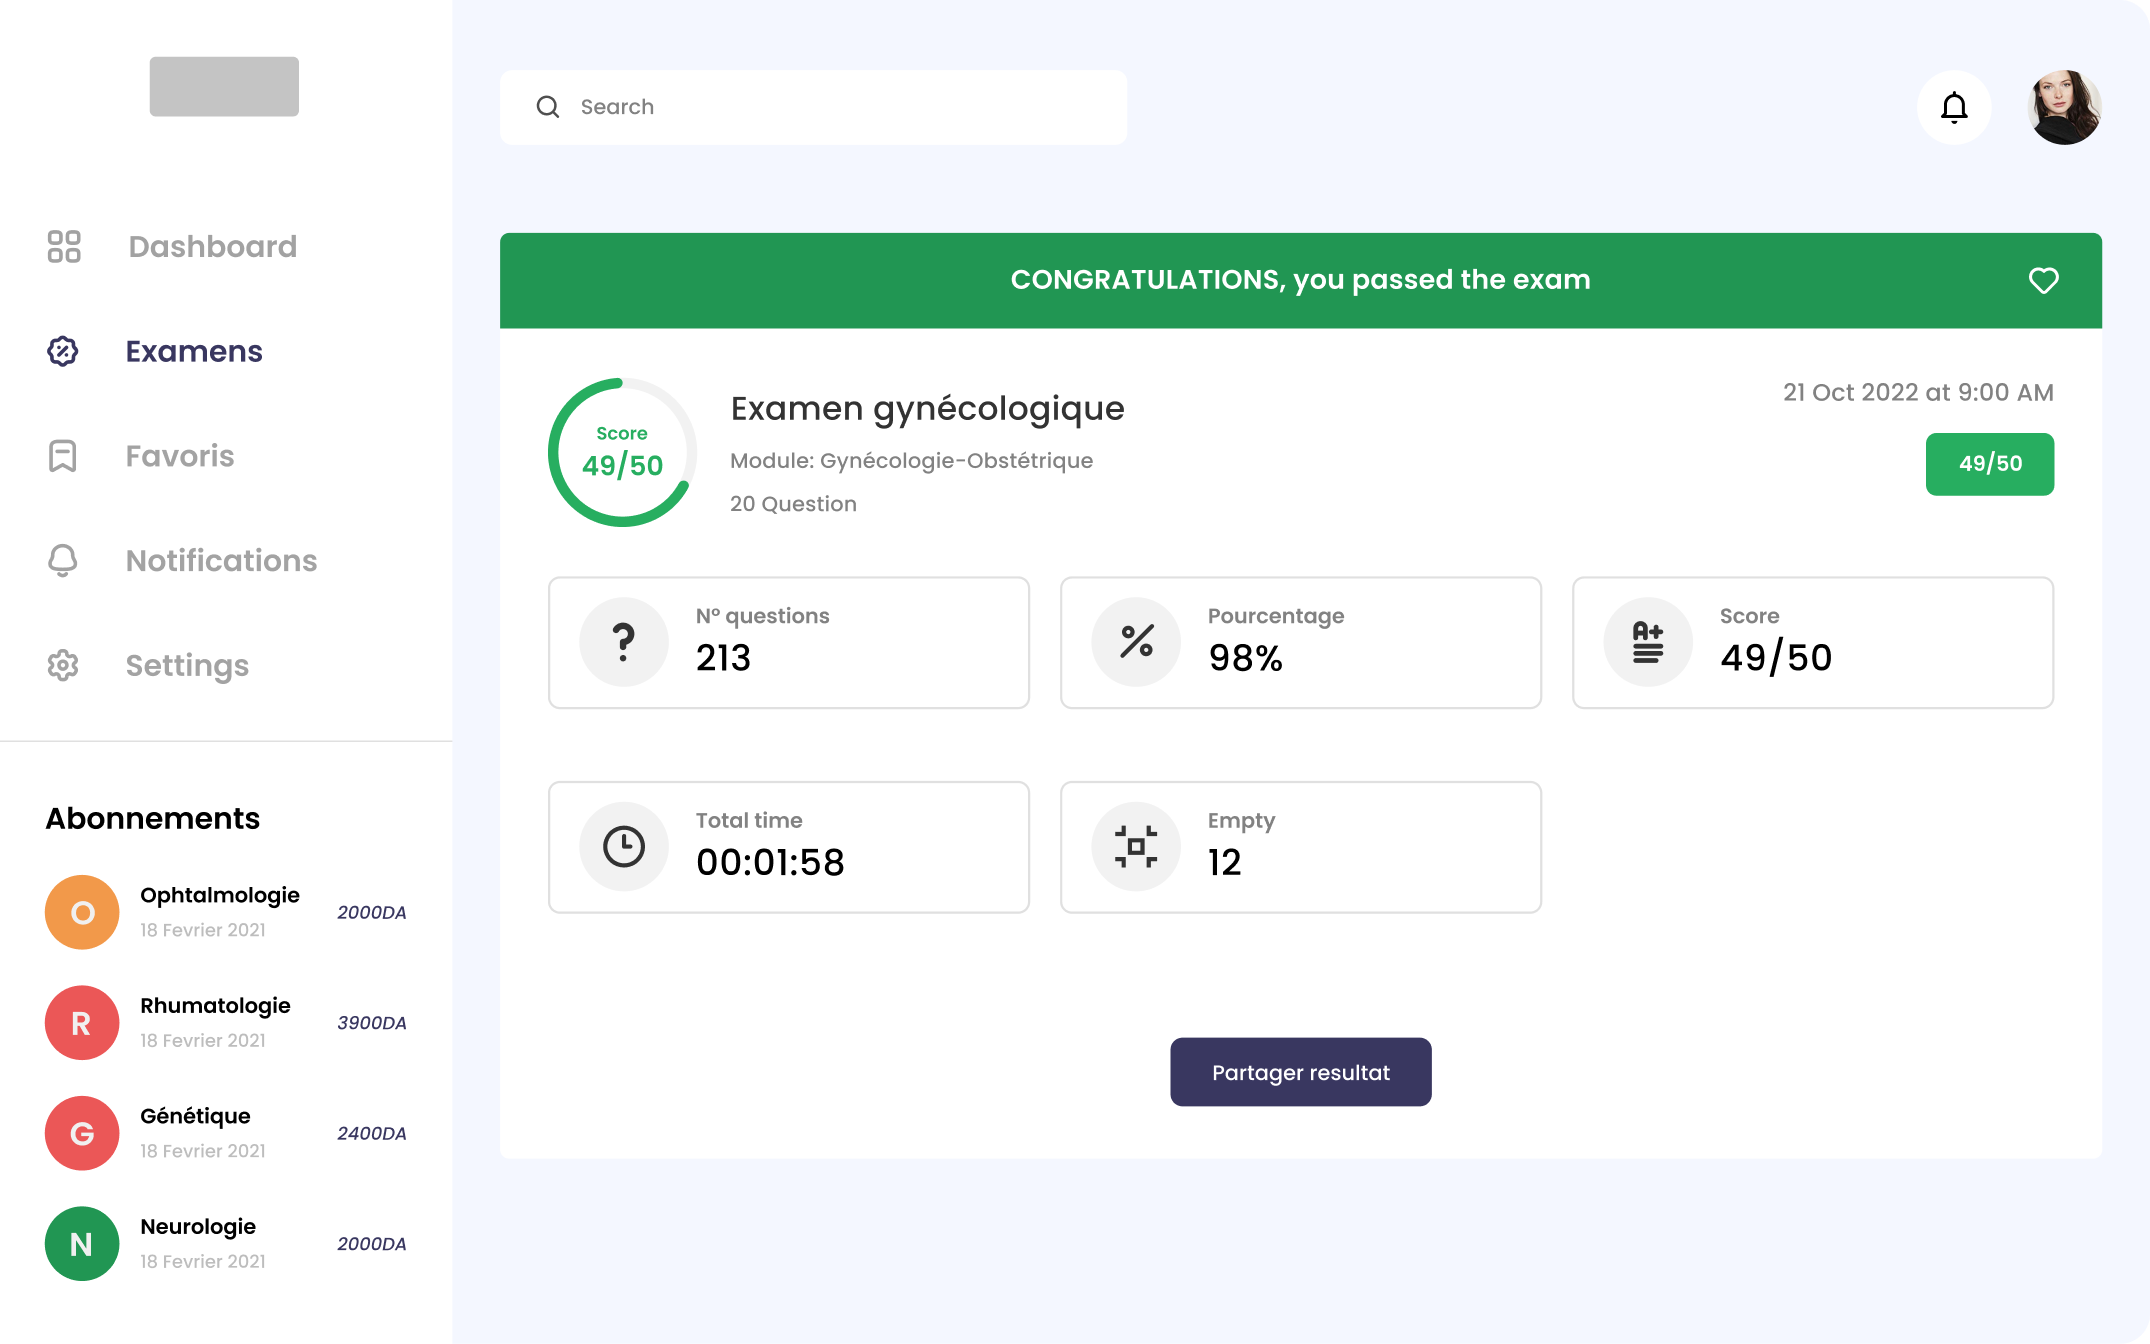 Search
Dashboard
Examens
Favoris
Notifications
Settings
Abonnements
O
Ophtalmologie
18 Fevrier 2021
2000DA
R
Rhumatologie
18 Fevrier 2021
3900DA
G
Génétique
18 Fevrier 2021
2400DA
N
Neurologie
18 Fevrier 2021
2000DA
CONGRATULATIONS, you passed the exam
Score
49/50
Examen gynécologique
Module: Gynécologie-Obstétrique
20 Question
21 Oct 2022 at 9:00 AM
49/50
?
N° questions
213
%
Pourcentage
98%
A+
Score
49/50
Total time
00:01:58
Empty
12
Partager resultat